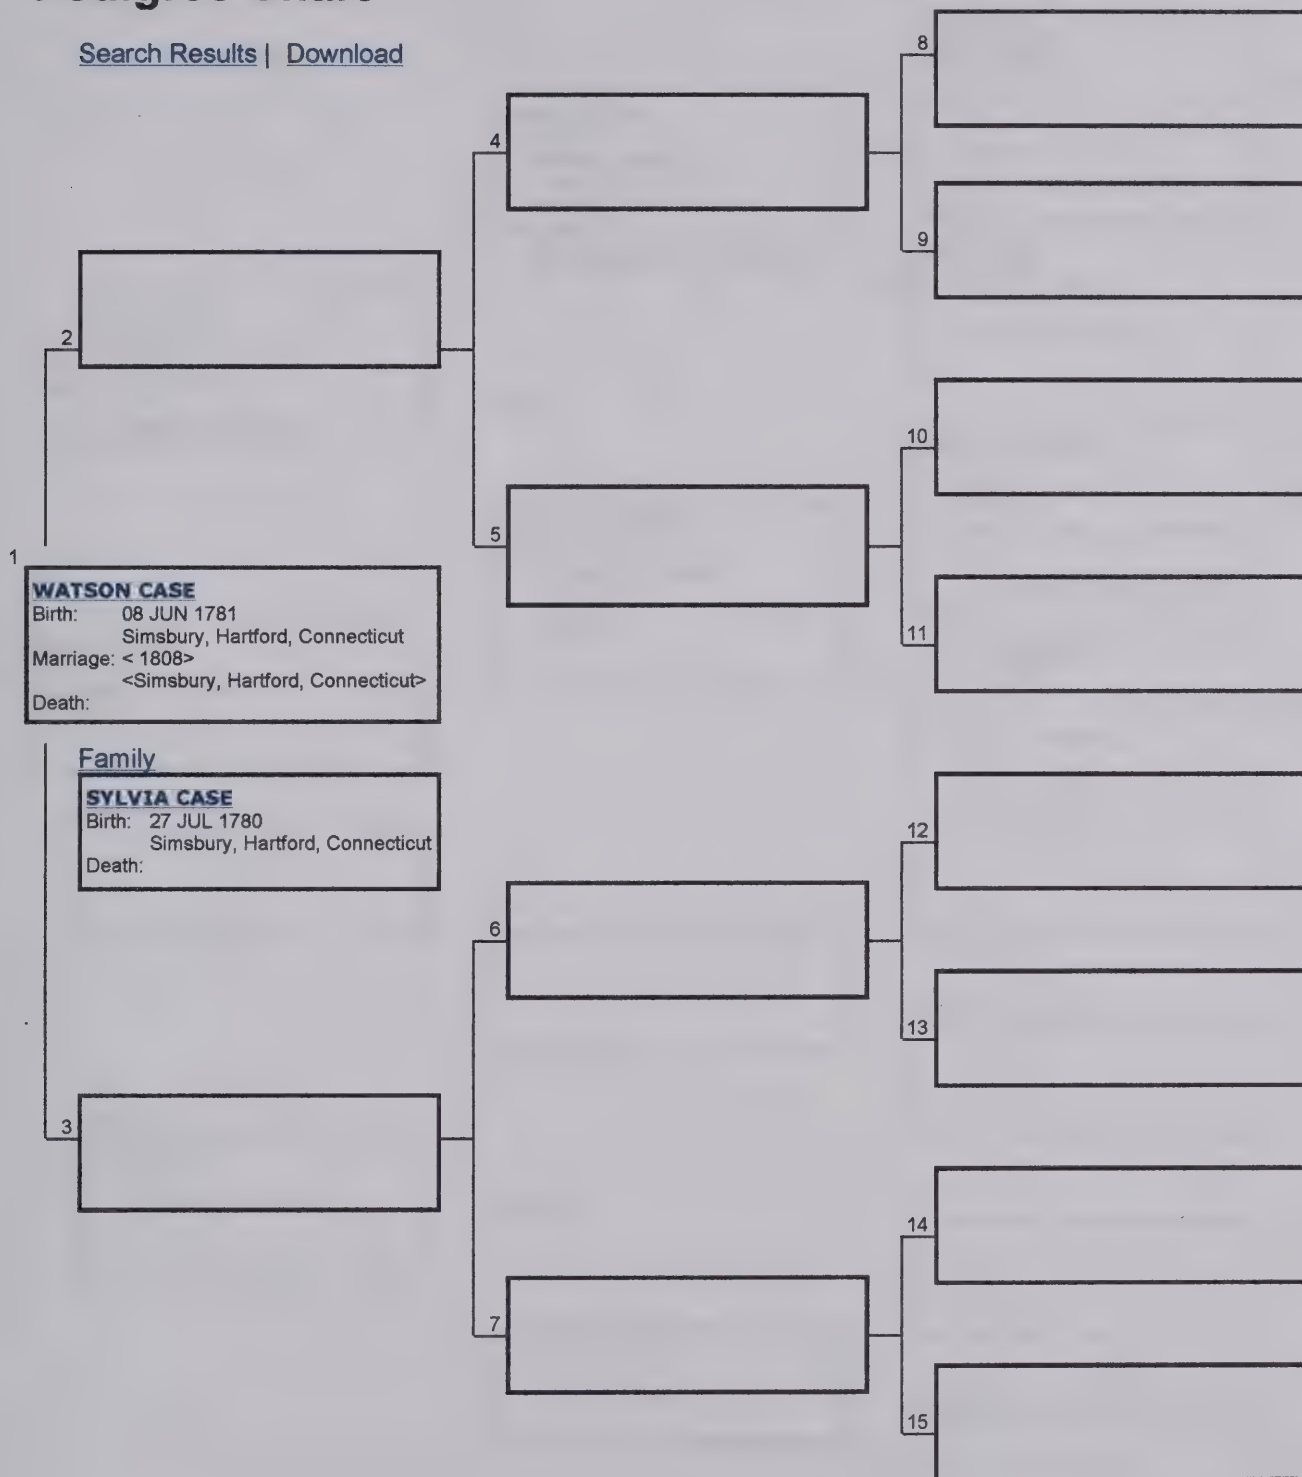 Search Results | Download
8
4
9
2
10
5
1
11
WATSON CASE
Birth: 08 JUN 1781
Simsbury, Hartford, Connecticut
Marriage: < 1808>
<Simsbury, Hartford, Connecticut>
Death:
Family
SYLVIA CASE
Birth: 27 JUL 1780
Simsbury, Hartford, Connecticut
Death:
12
6
13
3
14
7
15